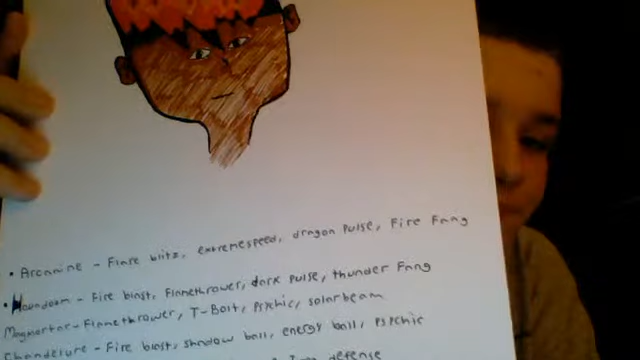 • Arcanine - Flare blitz, extremespeed, dragon pulse, Fire Fang
• Houndoom - Fire blast, Flamethrower, dark pulse, thunder Fang
Magmortar - Flamethrower, T-Bolt, Psychic, solarbeam
Chandelure - Fire blast, shadow ball, energy ball, psychic
defense